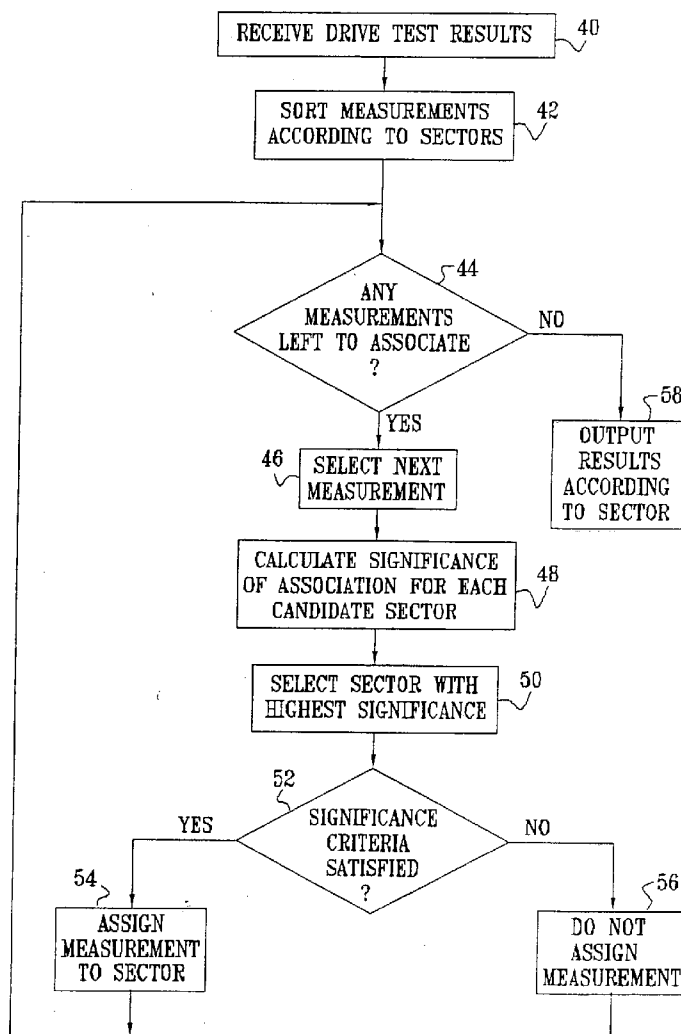 RECEIVE DRIVE TEST RESULTS
40
SORT MEASUREMENTS
ACCORDING TO SECTORS
42
44
ANY
MEASUREMENTS
LEFT TO ASSOCIATE
?
NO
YES
58
OUTPUT
RESULTS
ACCORDING
TO SECTOR
46
SELECT NEXT
MEASUREMENT
CALCULATE SIGNIFICANCE
OF ASSOCIATION FOR EACH
CANDIDATE SECTOR
48
SELECT SECTOR WITH
HIGHEST SIGNIFICANCE
50
52
SIGNIFICANCE
CRITERIA
SATISFIED
?
YES
NO
54
ASSIGN
MEASUREMENT
TO SECTOR
56
DO NOT
ASSIGN
MEASUREMENT